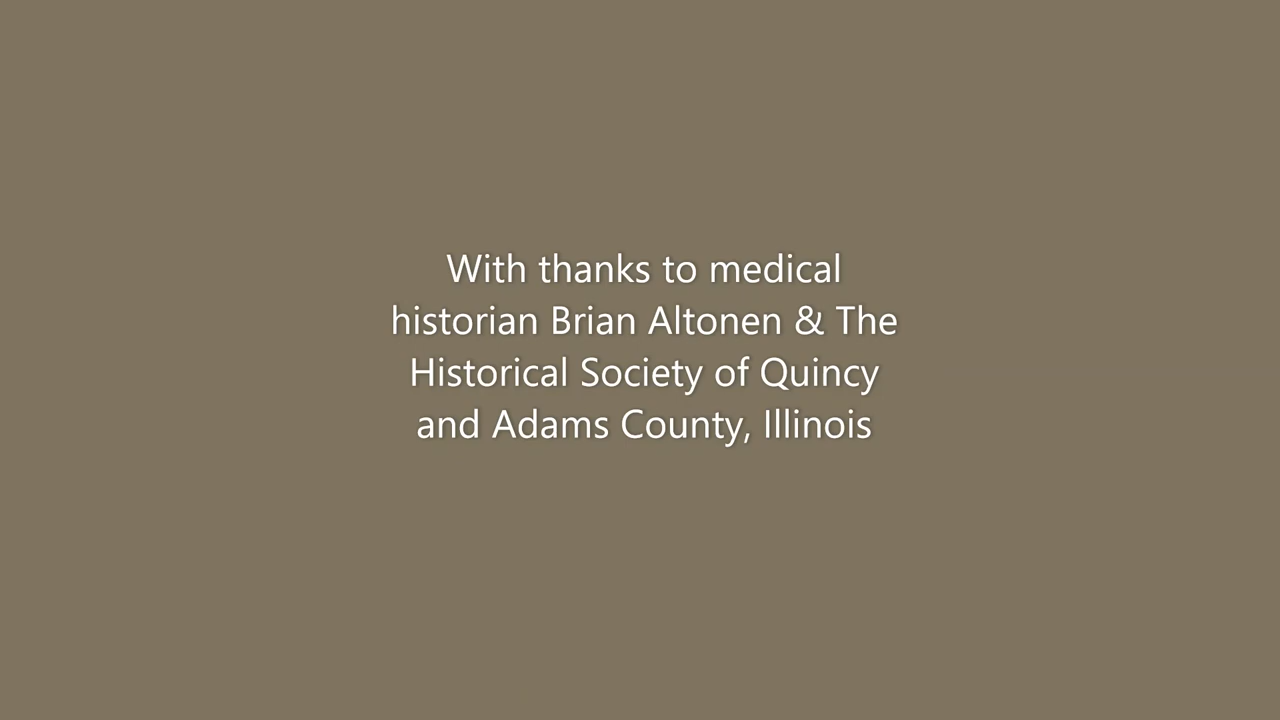 With thanks to medical
historian Brian Altonen & The
Historical Society of Quincy
and Adams County, Illinois